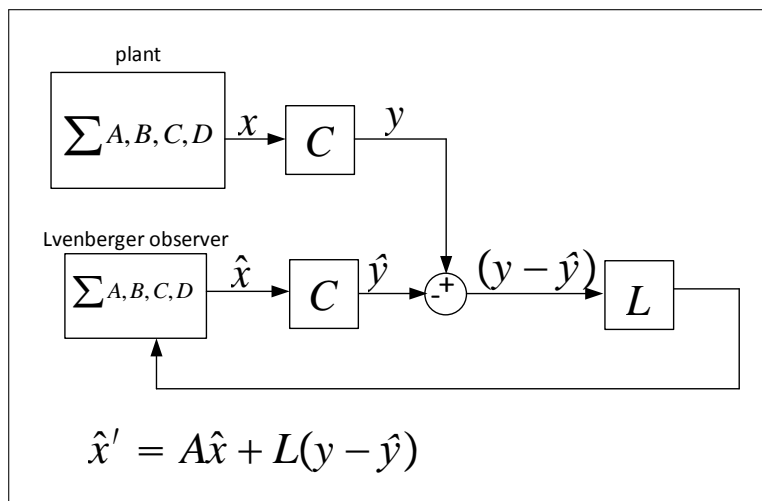 plant
∑ A, B, C, D
x
C
y
Lvenberger observer
∑ A, B, C, D
x̂
C
ŷ
- +
(y − ŷ)
L
x̂′ = Ax̂ + L(y − ŷ)